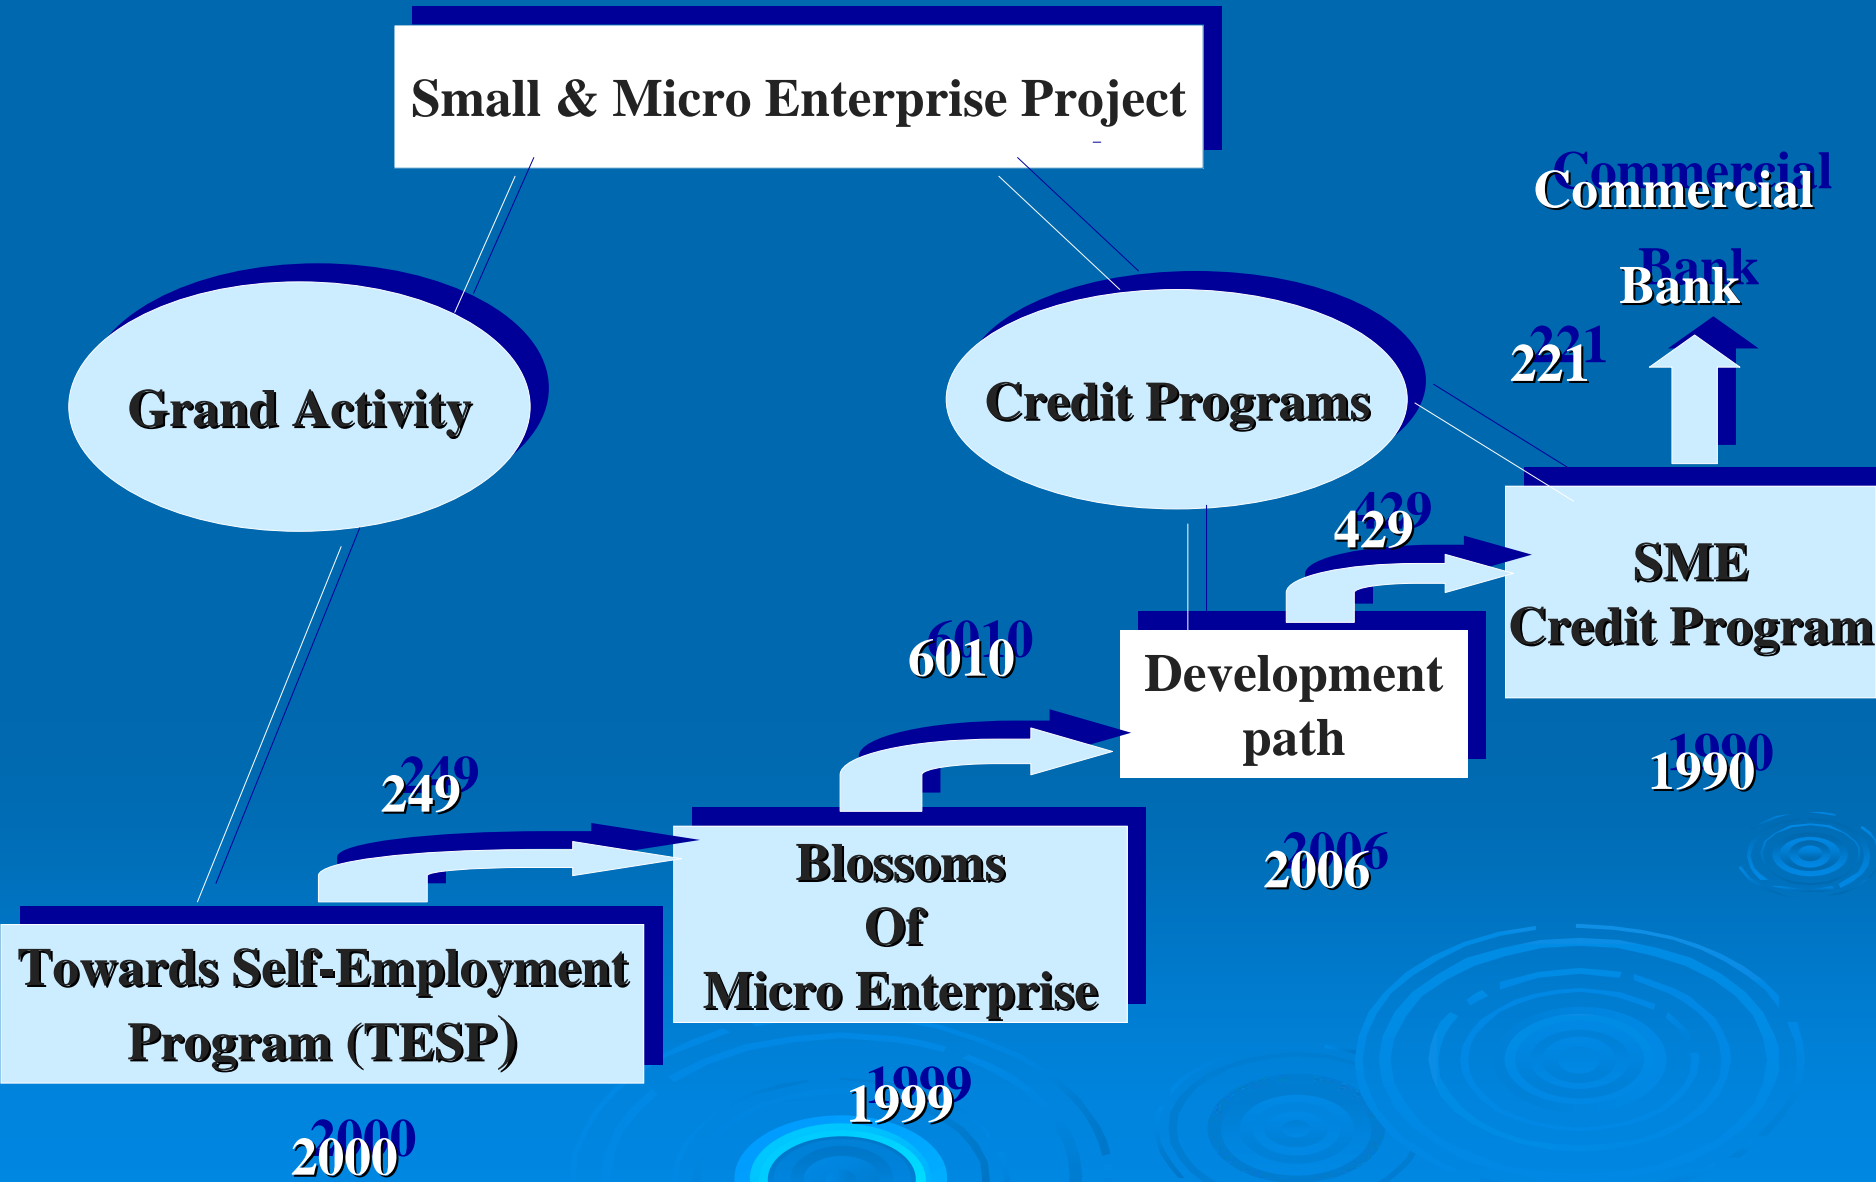 Small & Micro Enterprise Project
Commercial
Bank
221
Grand Activity
Credit Programs
429
SME
Credit Program
6010
Development
path
1990
249
2006
Blossoms
Of
Micro Enterprise
Towards Self-Employment
Program (TESP)
1999
2000